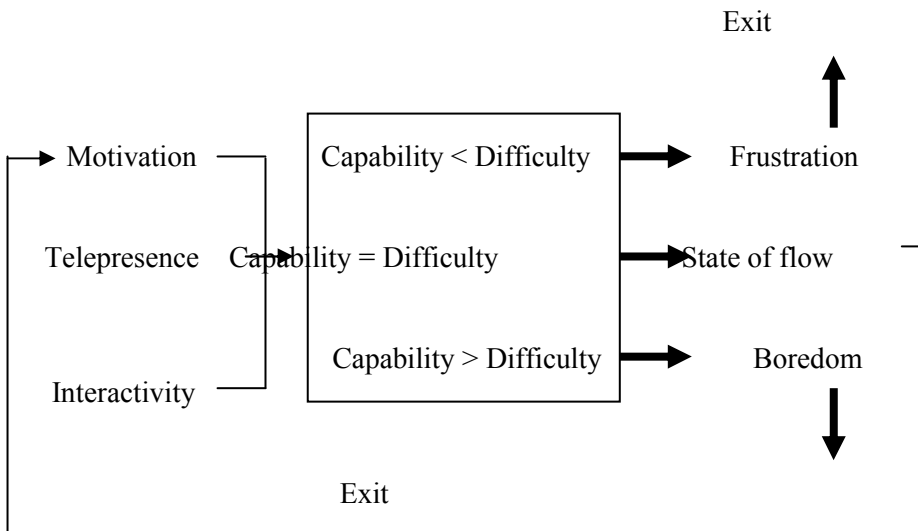 Exit
Motivation Capability < Difficulty Frustration
Telepresence Capability = Difficulty State of flow
Capability > Difficulty Boredom
Interactivity
Exit